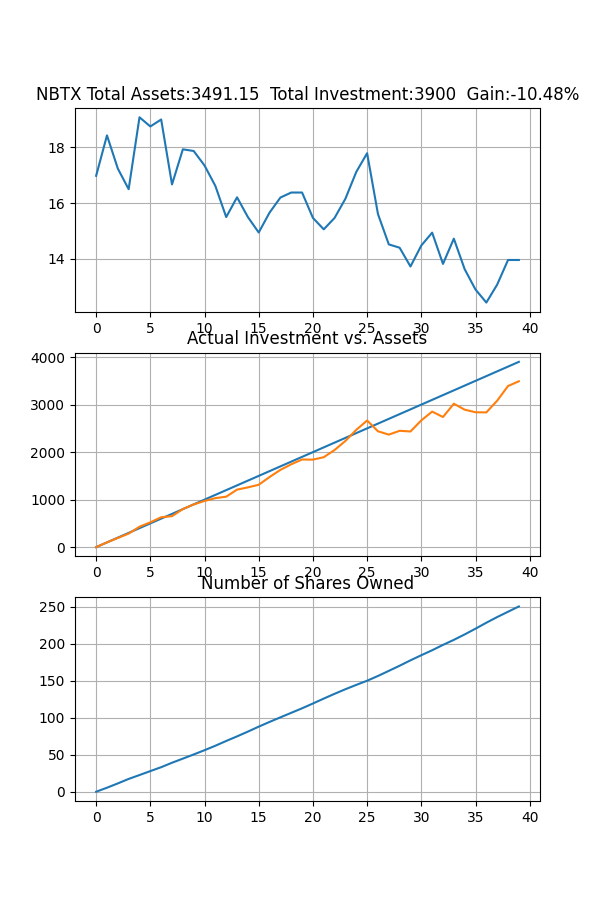 NBTX Total Assets:3491.15  Total Investment:3900  Gain:-10.48%
18
16
14
0 5 10 15 20 25 30 35 40
Actual Investment vs. Assets
4000
3000
2000
1000
0
0 5 10 15 20 25 30 35 40
Number of Shares Owned
250
200
150
100
50
0
0 5 10 15 20 25 30 35 40